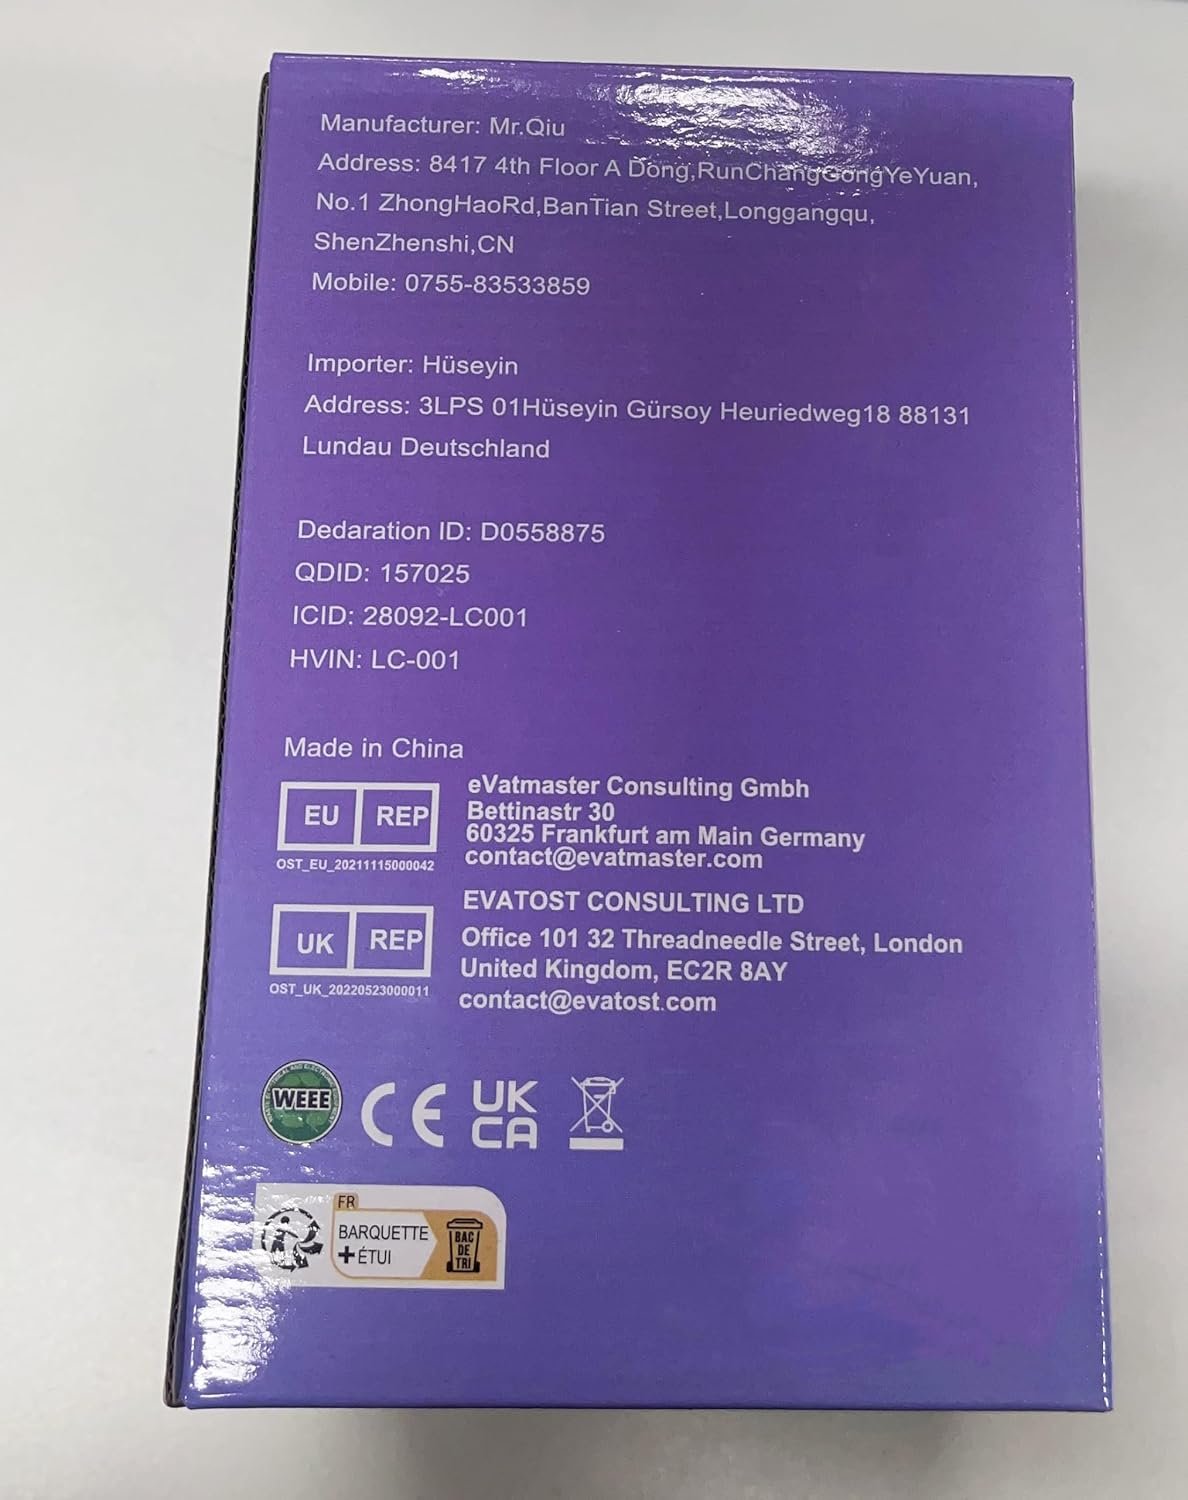 Manufacturer: Mr.Qiu
Address: 8417 4th Floor A Dong,RunChangGongYeYuan,
No.1 ZhongHaoRd,BanTian Street,Longgangqu,
ShenZhenshi,CN
Mobile: 0755-83533859
Importer: Hüseyin
Address: 3LPS 01Hüseyin Gürsoy Heuriedweg18 88131
Lundau Deutschland
Dedaration ID: D0558875
QDID: 157025
ICID: 28092-LC001
HVIN: LC-001
Made in China
EU REP
OST_EU_20211115000042
eVatmaster Consulting Gmbh
Bettinastr 30
60325 Frankfurt am Main Germany
contact@evatmaster.com
UK REP
OST_UK_20220523000011
EVATOST CONSULTING LTD
Office 101 32 Threadneedle Street, London
United Kingdom, EC2R 8AY
contact@evatost.com
WEEE
CE
UK
CA
FR
BARQUETTE
+ ÉTUI
BAC
DE
TRI